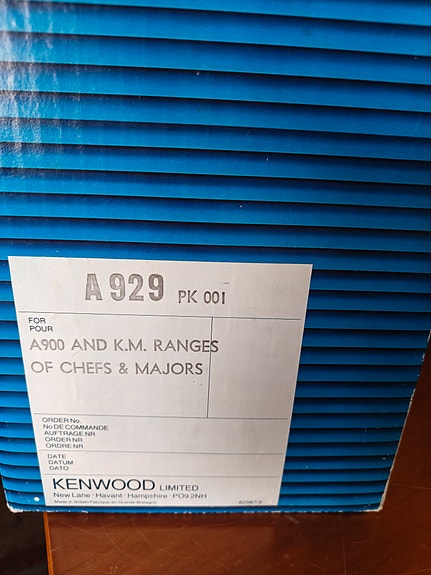 A929 PK 001
FOR
POUR
A900 AND K.M. RANGES
OF CHEFS & MAJORS
ORDER No.
No DE COMMANDE
AUFTRAGE NR
ORDER NR
ORDRE NR
DATE
DATUM
DATO
KENWOOD LIMITED
New Lane · Havant · Hampshire · PO9 2NH
Made in Britain Fabriqué en Grande-Bretagne